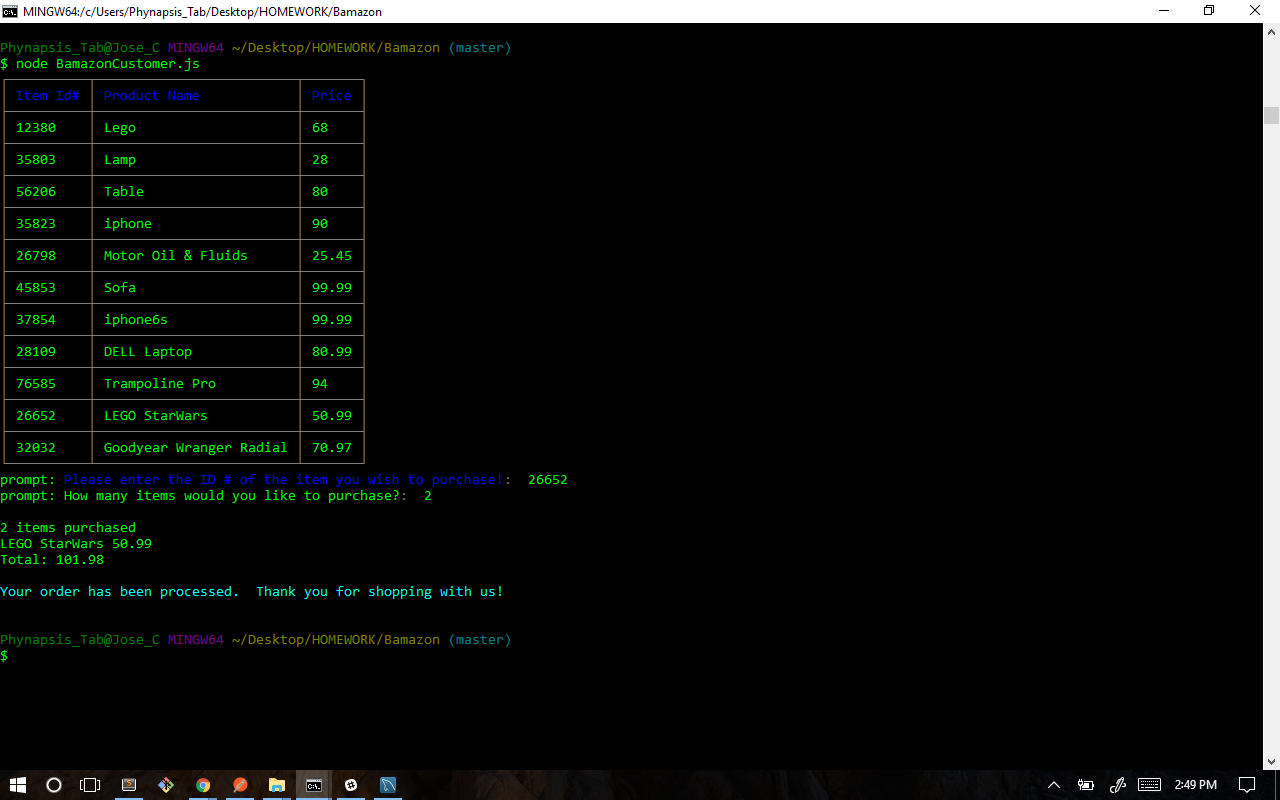 MINGW64:/c/Users/Phynapsis_Tab/Desktop/HOMEWORK/Bamazon
Phynapsis_Tab@Jose_C MINGW64 ~/Desktop/HOMEWORK/Bamazon (master)
$ node BamazonCustomer.js
Item Id# Product Name Price
12380 Lego 68
35803 Lamp 28
56206 Table 80
35823 iphone 90
26798 Motor Oil & Fluids 25.45
45853 Sofa 99.99
37854 iphone6s 99.99
28109 DELL Laptop 80.99
76585 Trampoline Pro 94
26652 LEGO StarWars 50.99
32032 Goodyear Wranger Radial 70.97
prompt: Please enter the ID # of the item you wish to purchase!:  26652
prompt: How many items would you like to purchase?:  2
2 items purchased
LEGO StarWars 50.99
Total: 101.98
Your order has been processed.  Thank you for shopping with us!
Phynapsis_Tab@Jose_C MINGW64 ~/Desktop/HOMEWORK/Bamazon (master)
$
2:49 PM